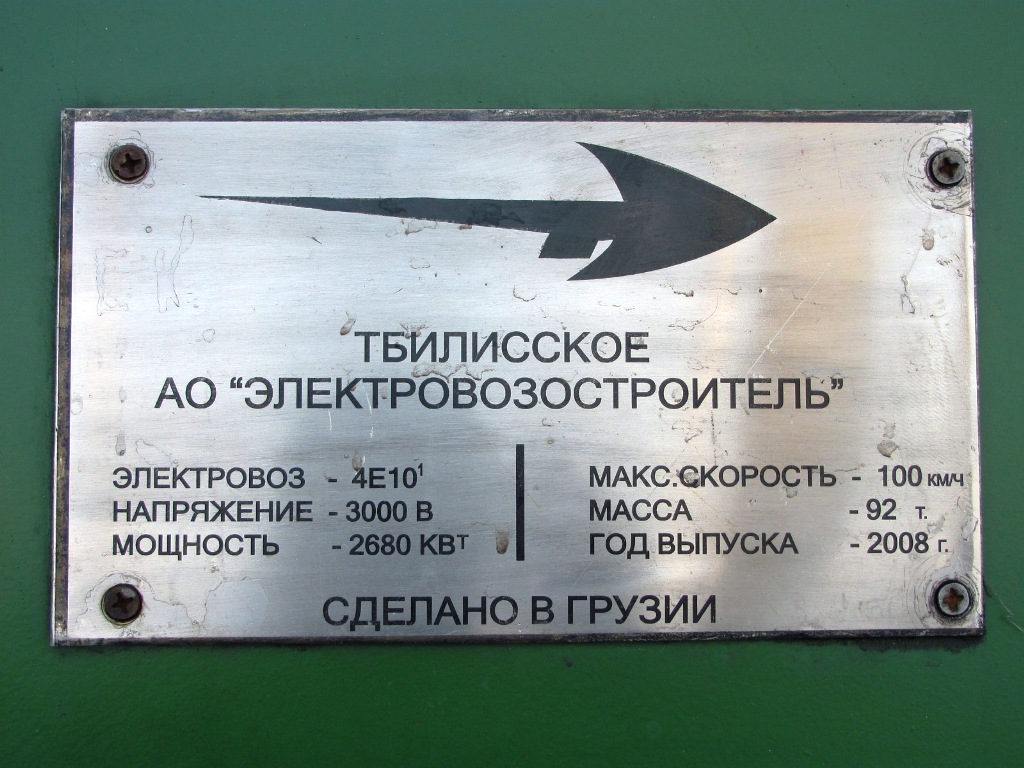 ТБИЛИССКОЕ
АО “ЭЛЕКТРОВОЗОСТРОИТЕЛЬ”
ЭЛЕКТРОВОЗ - 4Е10¹
НАПРЯЖЕНИЕ - 3000 В
МОЩНОСТЬ - 2680 КВт
МАКС.СКОРОСТЬ - 100 км/ч
МАССА - 92 т.
ГОД ВЫПУСКА - 2008 г.
СДЕЛАНО В ГРУЗИИ